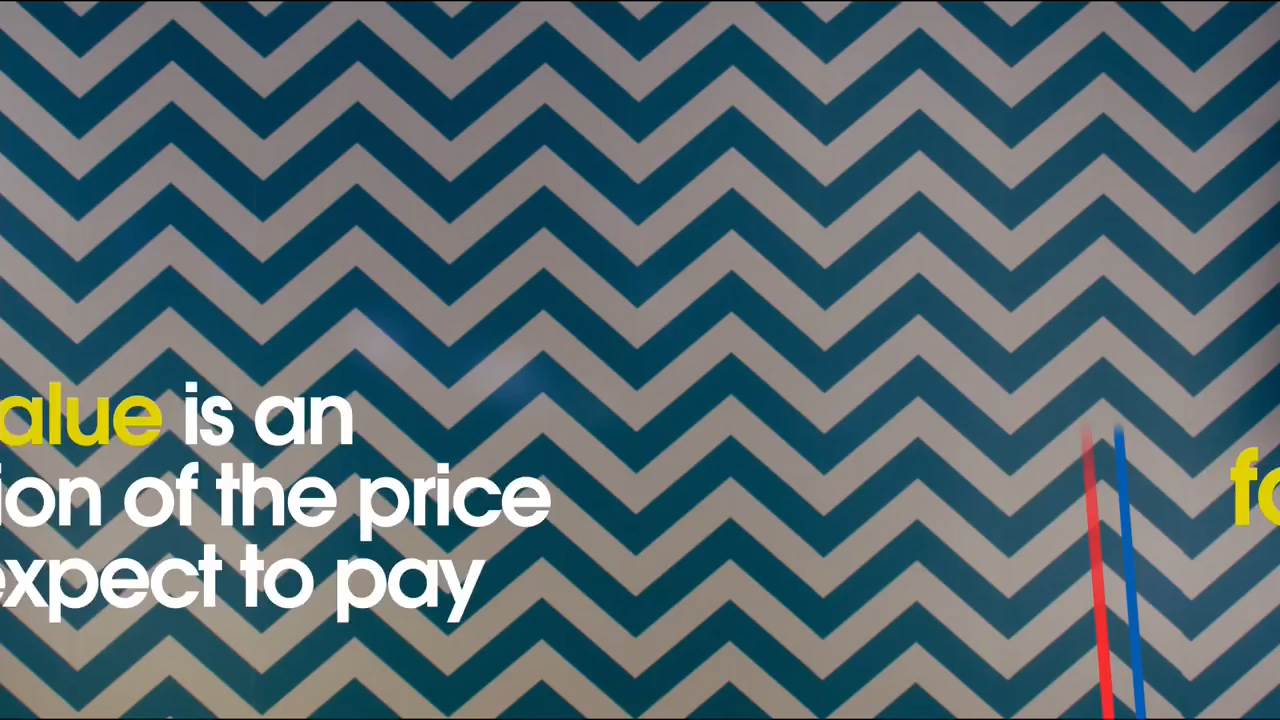 alue is an
ion of the price
expect to pay
fo